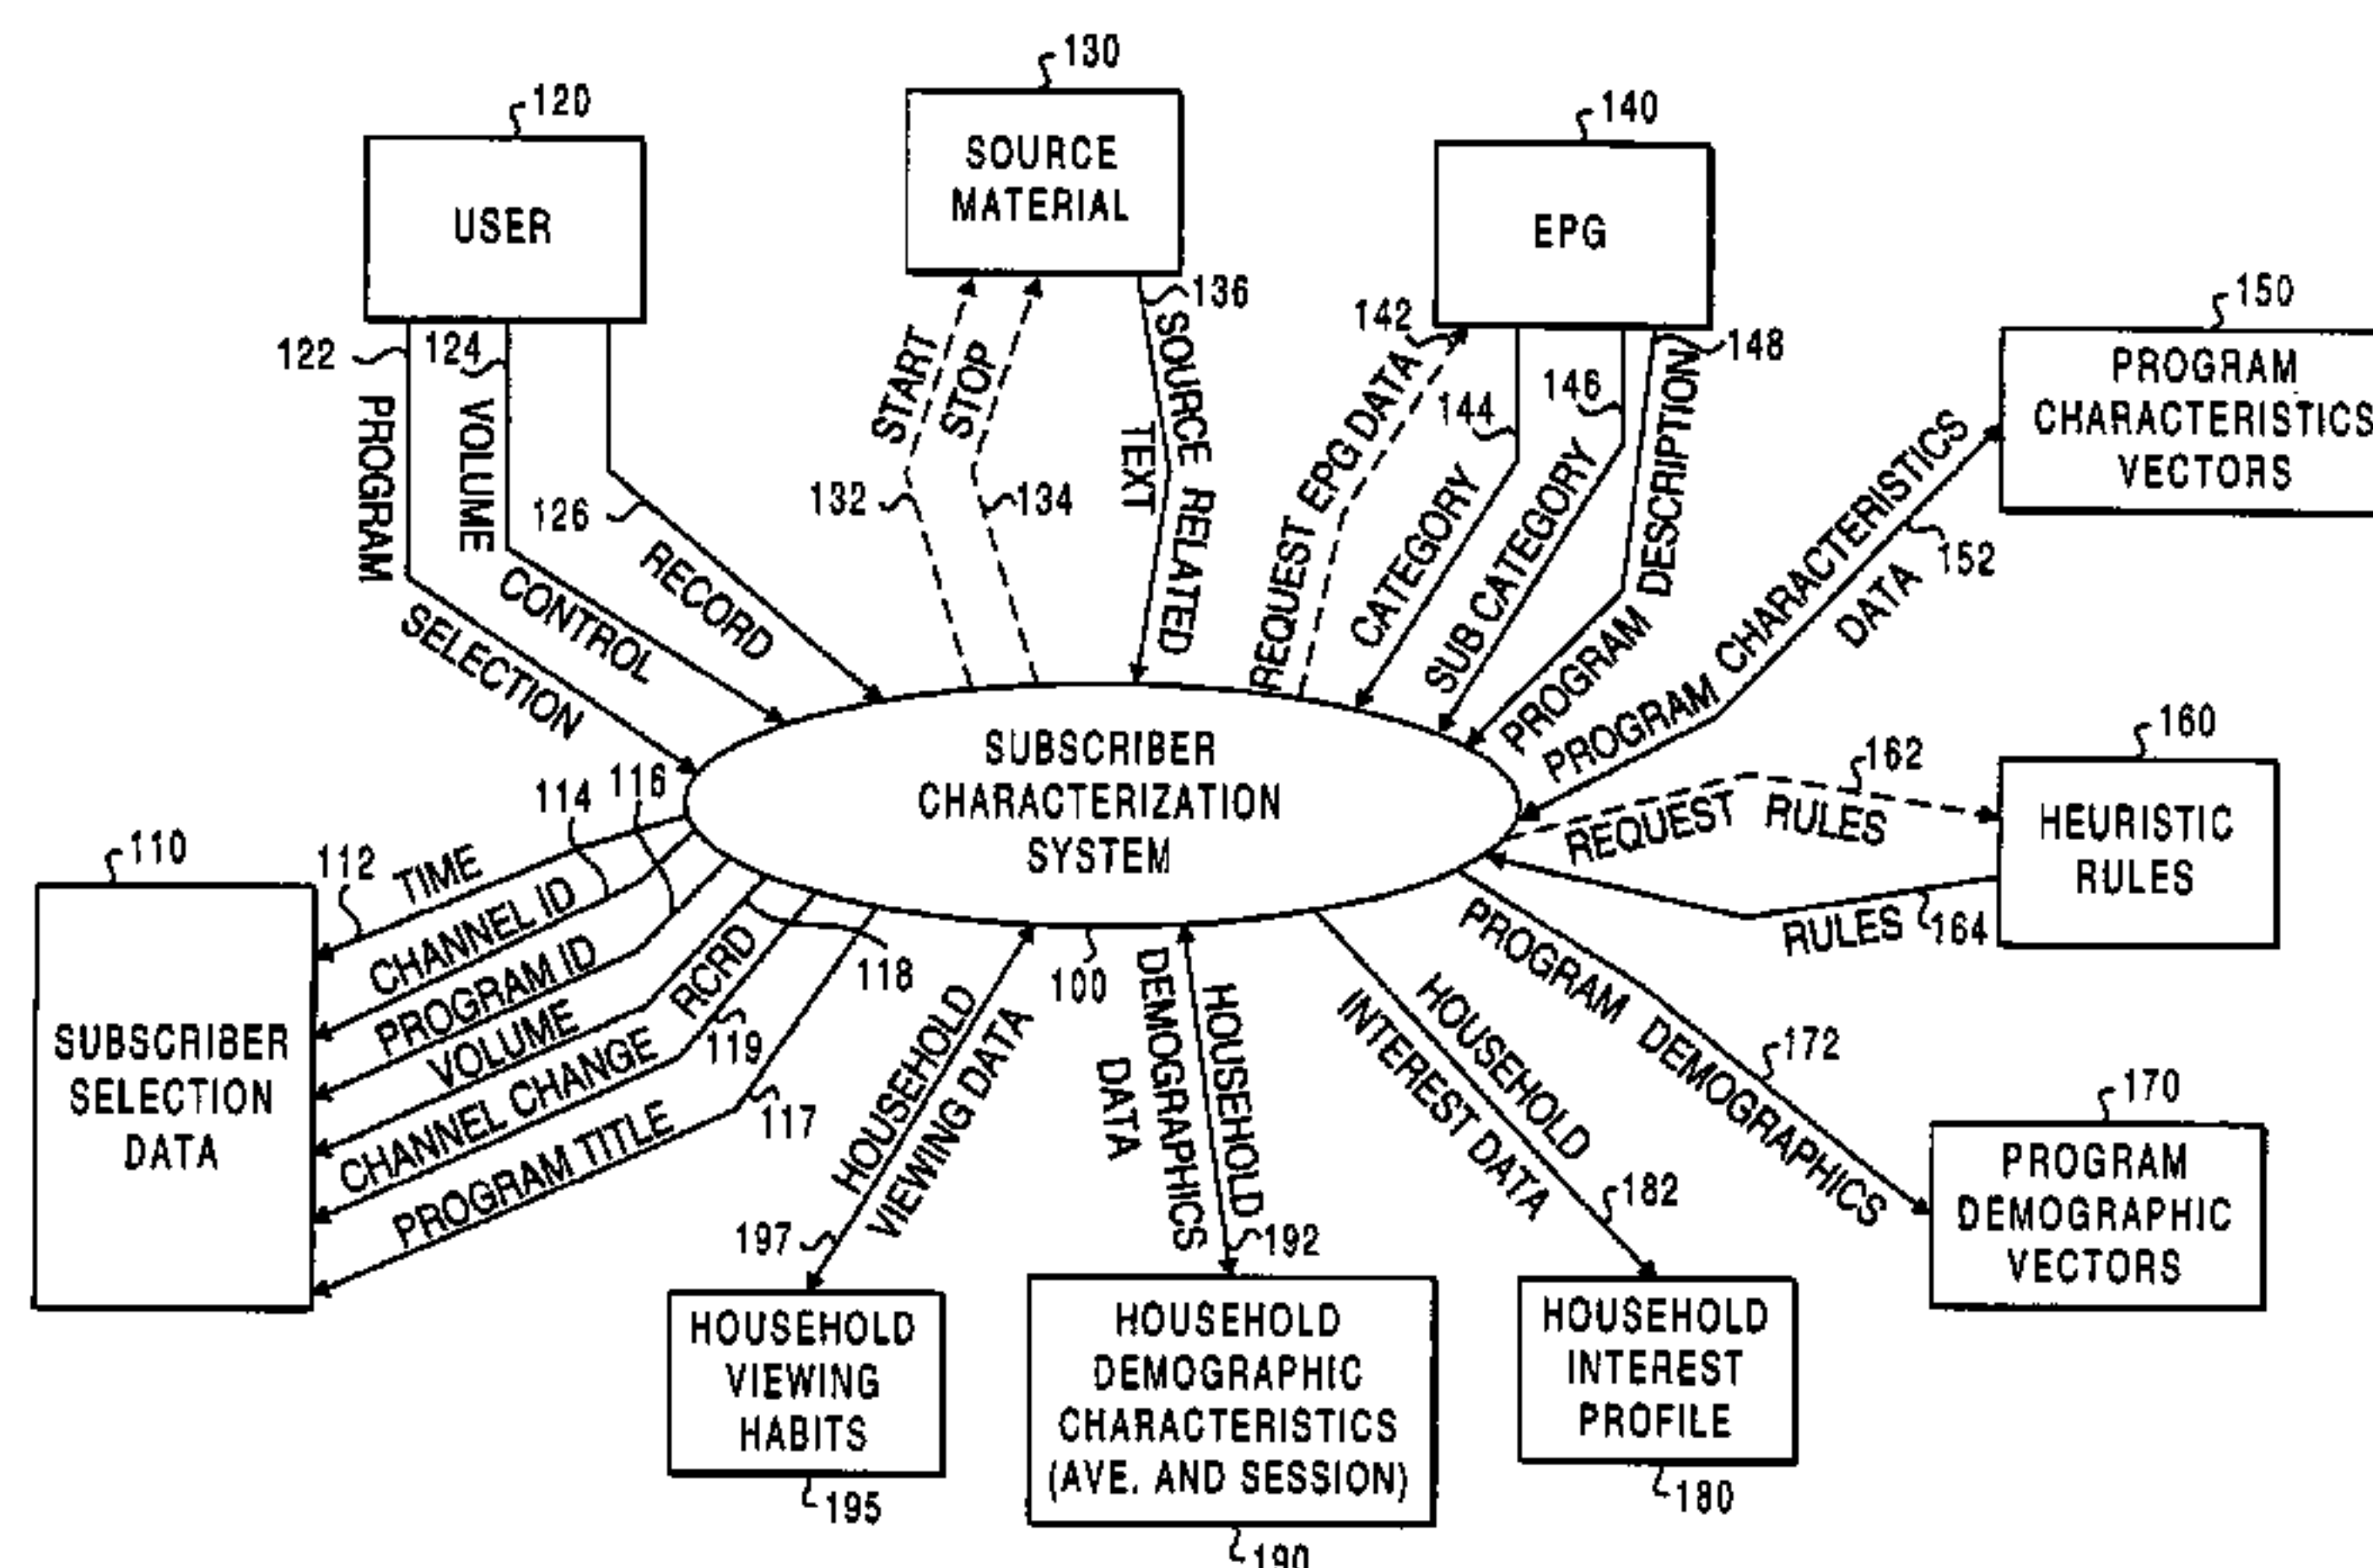 130
120
140
SOURCE
MATERIAL
USER
EPG
136
142
148
150
122
124
PROGRAM
CHARACTERISTICS
VECTORS
START
STOP
SOURCE RELATED
TEXT
REQUEST EPG DATA
144
146
PROGRAM
SELECTION
VOLUME
CONTROL
126
RECORD
132
134
CATEGORY
SUB CATEGORY
PROGRAM DESCRIPTION
PROGRAM CHARACTERISTICS
DATA
152
SUBSCRIBER
CHARACTERIZATION
SYSTEM
160
162
REQUEST RULES
HEURISTIC
RULES
RULES
164
110
112
114
116
TIME
CHANNEL ID
PROGRAM ID
VOLUME
RCRD
CHANNEL CHANGE
PROGRAM TITLE
118
119
117
100
SUBSCRIBER
SELECTION
DATA
HOUSEHOLD
VIEWING DATA
197
HOUSEHOLD
DEMOGRAPHICS
DATA
192
HOUSEHOLD
INTEREST DATA
182
PROGRAM DEMOGRAPHICS
172
170
PROGRAM
DEMOGRAPHIC
VECTORS
HOUSEHOLD
VIEWING
HABITS
195
HOUSEHOLD
DEMOGRAPHIC
CHARACTERISTICS
(AVE. AND SESSION)
190
HOUSEHOLD
INTEREST
PROFILE
180